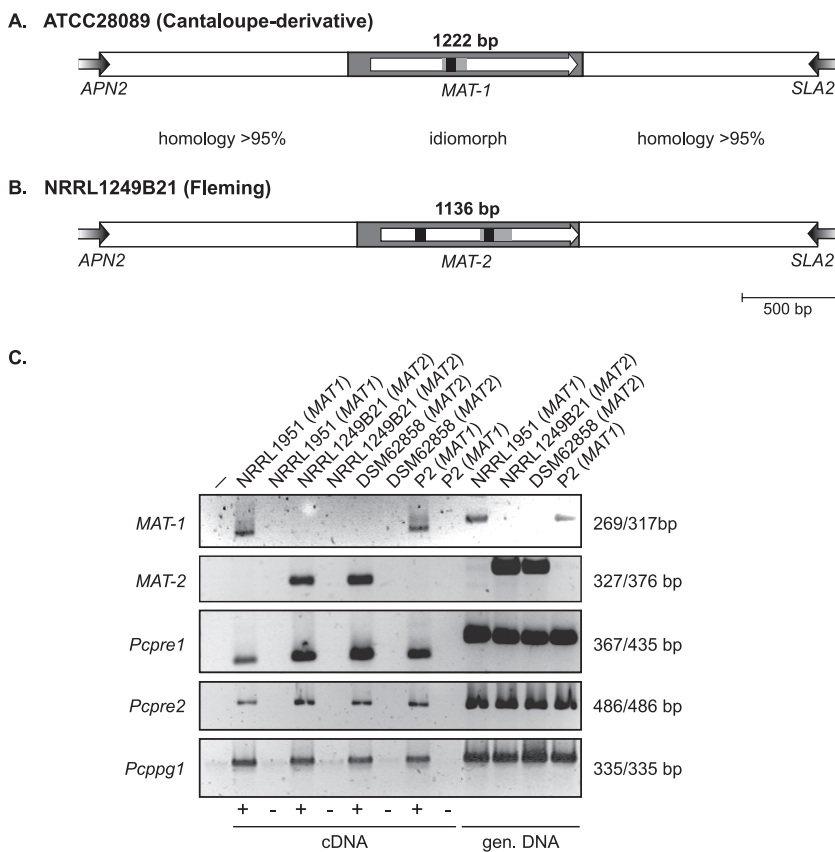 A. ATCC28089 (Cantaloupe-derivative)
1222 bp
APN2 MAT-1 SLA2
homology >95% idiomorph homology >95%
B. NRRL1249B21 (Fleming)
1136 bp
APN2 MAT-2 SLA2
500 bp
C.
–
NRRL1951 (MAT1)
NRRL1951 (MAT1)
NRRL1249B21 (MAT2)
NRRL1249B21 (MAT2)
DSM62858 (MAT2)
DSM62858 (MAT2)
P2 (MAT1)
P2 (MAT1)
NRRL1951 (MAT1)
NRRL1249B21 (MAT2)
DSM62858 (MAT2)
P2 (MAT1)
MAT-1 269/317bp
MAT-2 327/376 bp
Pcpre1 367/435 bp
Pcpre2 486/486 bp
Pcppg1 335/335 bp
+ - + - + - + -
cDNA gen. DNA